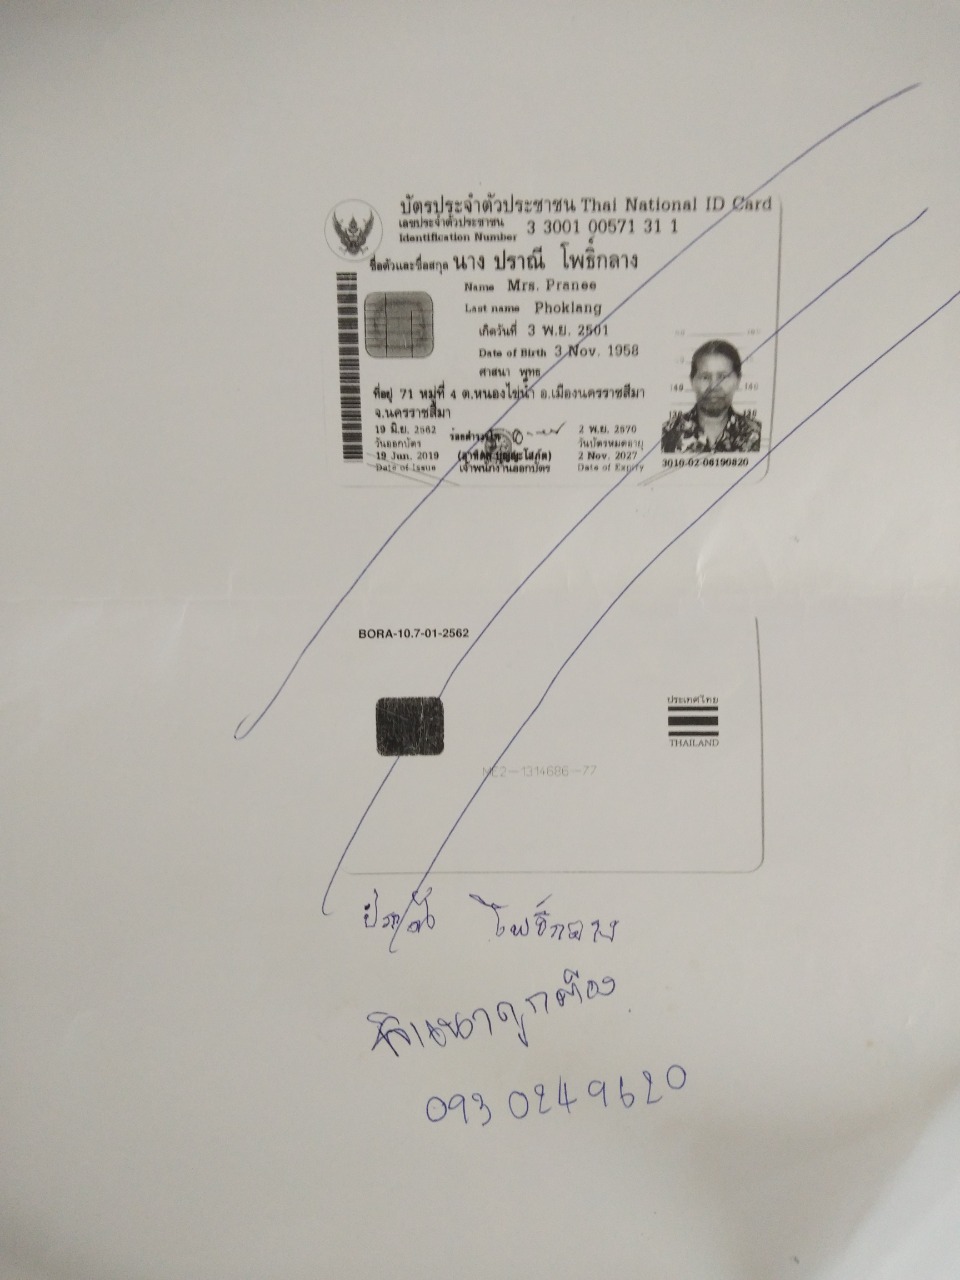 บัตรประจำตัวประชาชน Thai National ID Card
เลขประจำตัวประชาชน
Identification Number 3 3001 00571 31 1
ชื่อตัวและชื่อสกุล นาง ปราณี โพธิ์กลาง
Name Mrs. Pranee
Last name Phoklang
เกิดวันที่ 3 พ.ย. 2501
Date of Birth 3 Nov. 1958
ศาสนา พุทธ
ที่อยู่ 71 หมู่ที่ 4 ต.หนองไข่น้ำ อ.เมืองนครราชสีมา
จ.นครราชสีมา
19 มิ.ย. 2562
วันออกบัตร
19 Jun. 2019
Date of Issue
เจ้าพนักงานออกบัตร
2 พ.ย. 2570
วันบัตรหมดอายุ
2 Nov. 2027
Date of Expiry
3010-02-06190820
BORA-10.7-01-2562
ประเทศไทย
THAILAND
ME2-1314686-77
ปราณี โพธิ์กลาง
สำเนาถูกต้อง
093 0249620